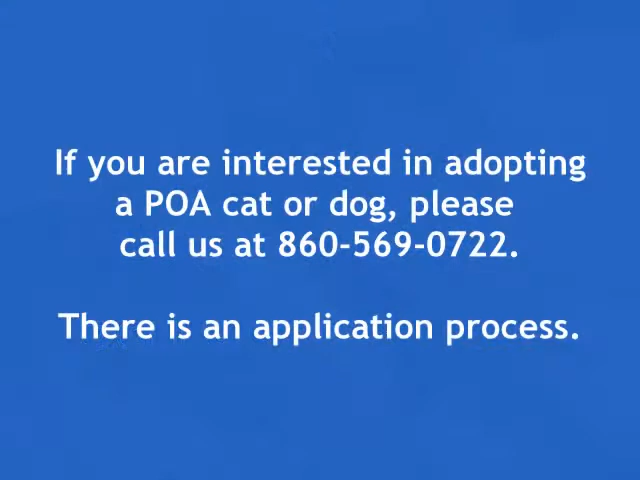 If you are interested in adopting
a POA cat or dog, please
call us at 860-569-0722.
There is an application process.